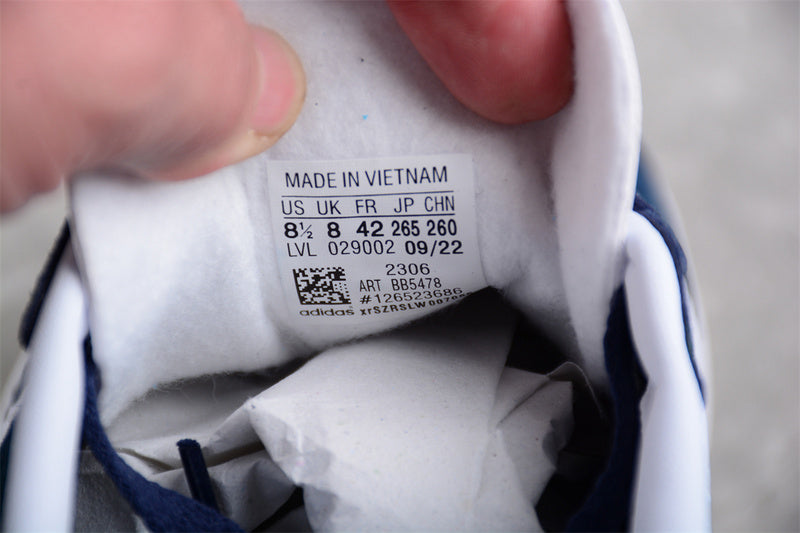 MADE IN VIETNAM
US UK FR JP CHN
8½ 8 42 265 260
LVL 029002 09/22
2306
ART BB5478
#126523686
adidas